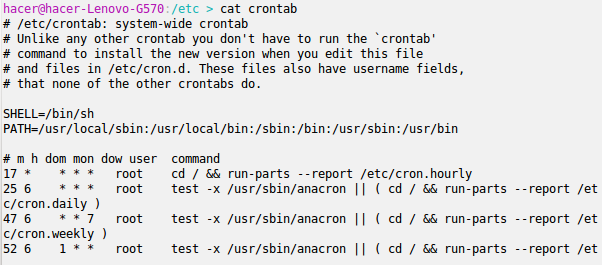 hacer@hacer-Lenovo-G570:/etc > cat crontab
# /etc/crontab: system-wide crontab
# Unlike any other crontab you don't have to run the `crontab'
# command to install the new version when you edit this file
# and files in /etc/cron.d. These files also have username fields,
# that none of the other crontabs do.

SHELL=/bin/sh
PATH=/usr/local/sbin:/usr/local/bin:/sbin:/bin:/usr/sbin:/usr/bin

# m h dom mon dow user  command
17 *    * * *   root    cd / && run-parts --report /etc/cron.hourly
25 6    * * *   root    test -x /usr/sbin/anacron || ( cd / && run-parts --report /et
c/cron.daily )
47 6    * * 7   root    test -x /usr/sbin/anacron || ( cd / && run-parts --report /et
c/cron.weekly )
52 6    1 * *   root    test -x /usr/sbin/anacron || ( cd / && run-parts --report /et